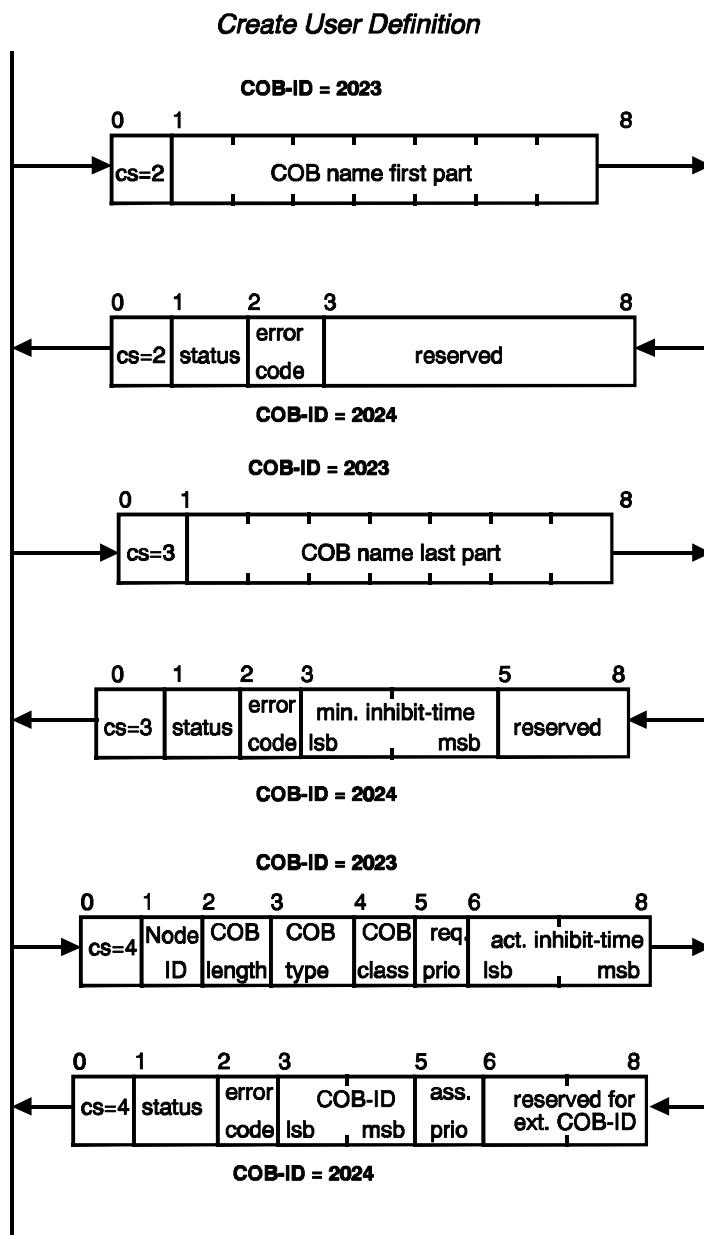 Create User Definition
COB-ID = 2023
0 1 8
cs=2 COB name first part
0 1 2 3 8
cs=2 status error code reserved
COB-ID = 2024
COB-ID = 2023
0 1 8
cs=3 COB name last part
0 1 2 3 5 8
cs=3 status error code min. inhibit-time lsb msb reserved
COB-ID = 2024
COB-ID = 2023
0 1 2 3 4 5 6 8
cs=4 Node ID COB length COB type COB class req. prio act. inhibit-time lsb msb
0 1 2 3 5 6 8
cs=4 status error code COB-ID lsb msb ass. prio reserved for ext. COB-ID
COB-ID = 2024